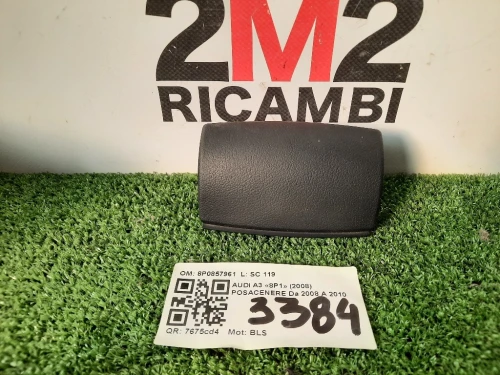 2M2
RICAMBI
OM: 8P0857961 L: SC 119
AUDI A3 «8P1» (2008)
POSACENERE Da 2008 A 2010
3384
QR: 7675cd4 Mot: BLS